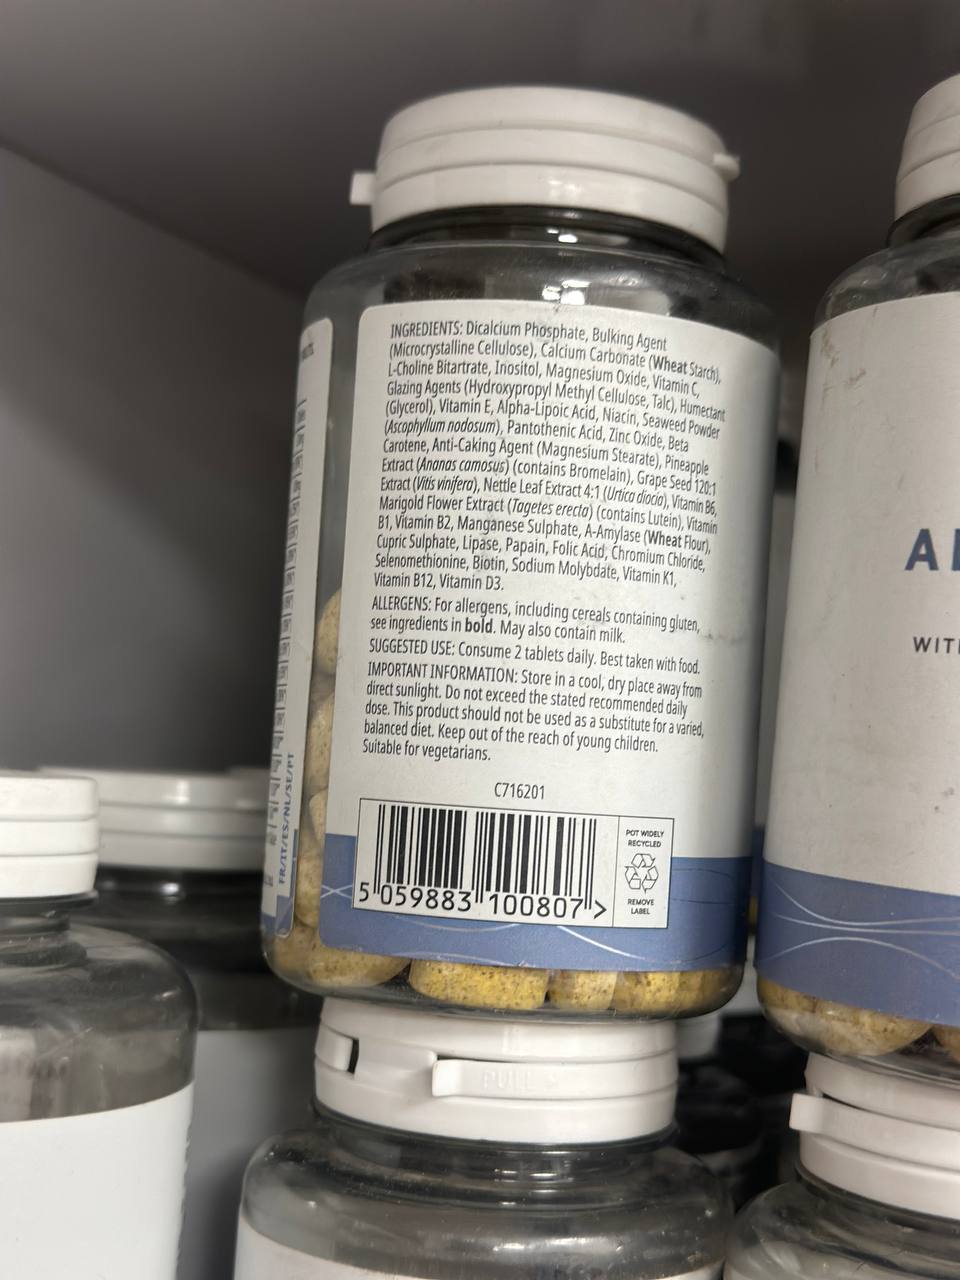 INGREDIENTS: Dicalcium Phosphate, Bulking Agent
(Microcrystalline Cellulose), Calcium Carbonate (Wheat Starch),
L-Choline Bitartrate, Inositol, Magnesium Oxide, Vitamin C,
Glazing Agents (Hydroxypropyl Methyl Cellulose, Talc), Humectant
(Glycerol), Vitamin E, Alpha-Lipoic Acid, Niacin, Seaweed Powder
(Ascophyllum nodosum), Pantothenic Acid, Zinc Oxide, Beta
Carotene, Anti-Caking Agent (Magnesium Stearate), Pineapple
Extract (Ananas camosus) (contains Bromelain), Grape Seed 120:1
Extract (Vitis vinifera), Nettle Leaf Extract 4:1 (Urtica diocia), Vitamin B6,
Marigold Flower Extract (Tagetes erecta) (contains Lutein), Vitamin
B1, Vitamin B2, Manganese Sulphate, A-Amylase (Wheat Flour),
Cupric Sulphate, Lipase, Papain, Folic Acid, Chromium Chloride,
Selenomethionine, Biotin, Sodium Molybdate, Vitamin K1,
Vitamin B12, Vitamin D3.
ALLERGENS: For allergens, including cereals containing gluten,
see ingredients in bold. May also contain milk.
SUGGESTED USE: Consume 2 tablets daily. Best taken with food.
IMPORTANT INFORMATION: Store in a cool, dry place away from
direct sunlight. Do not exceed the stated recommended daily
dose. This product should not be used as a substitute for a varied,
balanced diet. Keep out of the reach of young children.
Suitable for vegetarians.
C716201
5 059883 100807 >
POT WIDELY
RECYCLED
REMOVE
LABEL
FR/IT/ES/NL/SE/PT
WITH
PULL